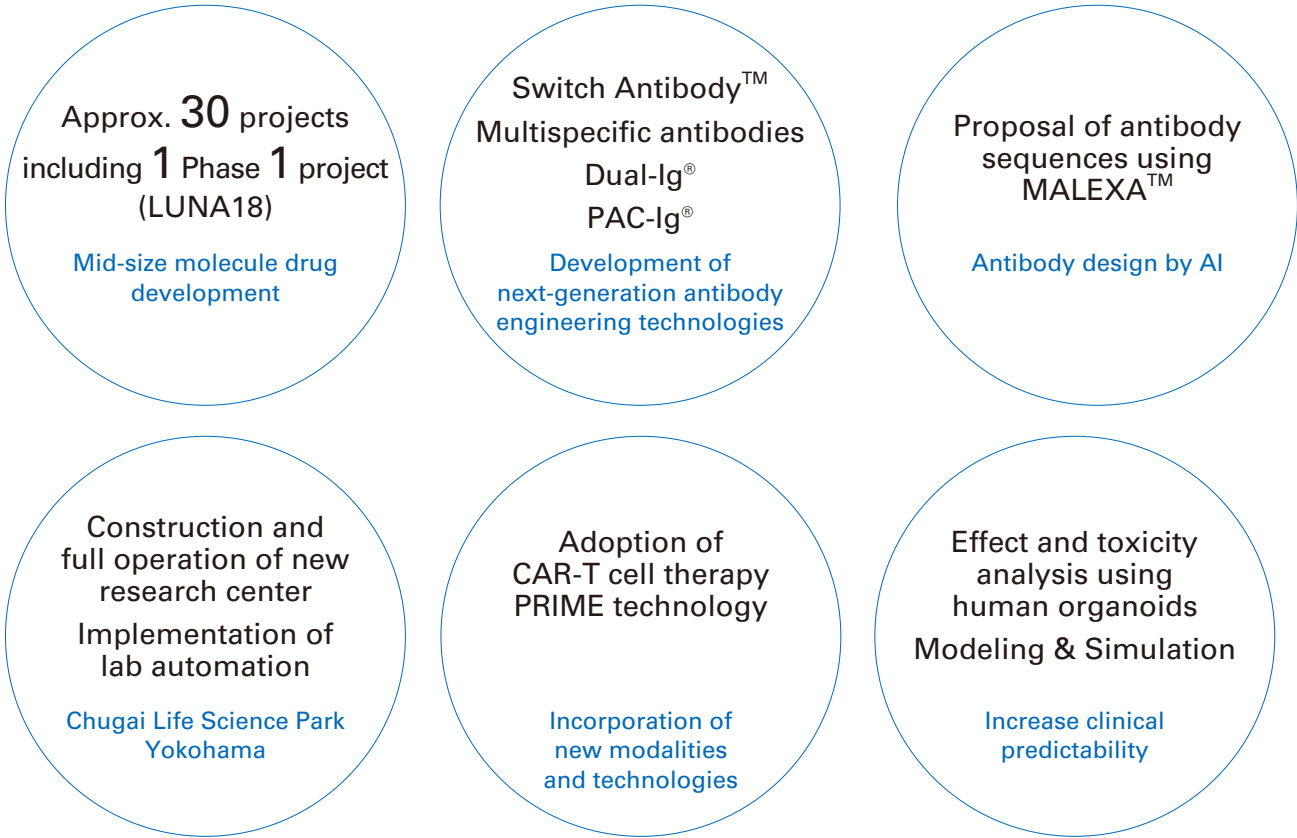 Approx. 30 projects
including 1 Phase 1 project
(LUNA18)
Mid-size molecule drug
development
Switch Antibody™
Multispecific antibodies
Dual-Ig®
PAC-Ig®
Development of
next-generation antibody
engineering technologies
Proposal of antibody
sequences using
MALEXA™
Antibody design by AI
Construction and
full operation of new
research center
Implementation of
lab automation
Chugai Life Science Park
Yokohama
Adoption of
CAR-T cell therapy
PRIME technology
Incorporation of
new modalities
and technologies
Effect and toxicity
analysis using
human organoids
Modeling & Simulation
Increase clinical
predictability